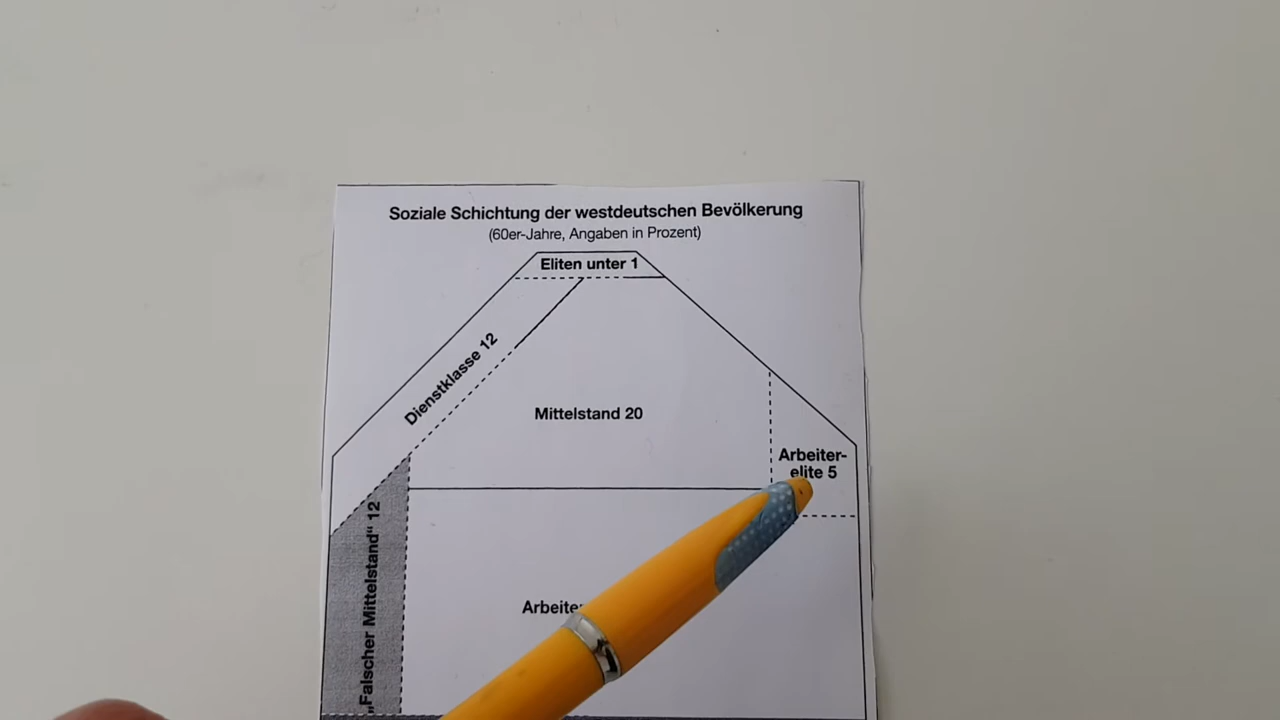 Soziale Schichtung der westdeutschen Bevölkerung
(60er-Jahre, Angaben in Prozent)
Eliten unter 1
Dienstklasse 12
Mittelstand 20
Arbeiter-
elite 5
„Falscher Mittelstand“ 12